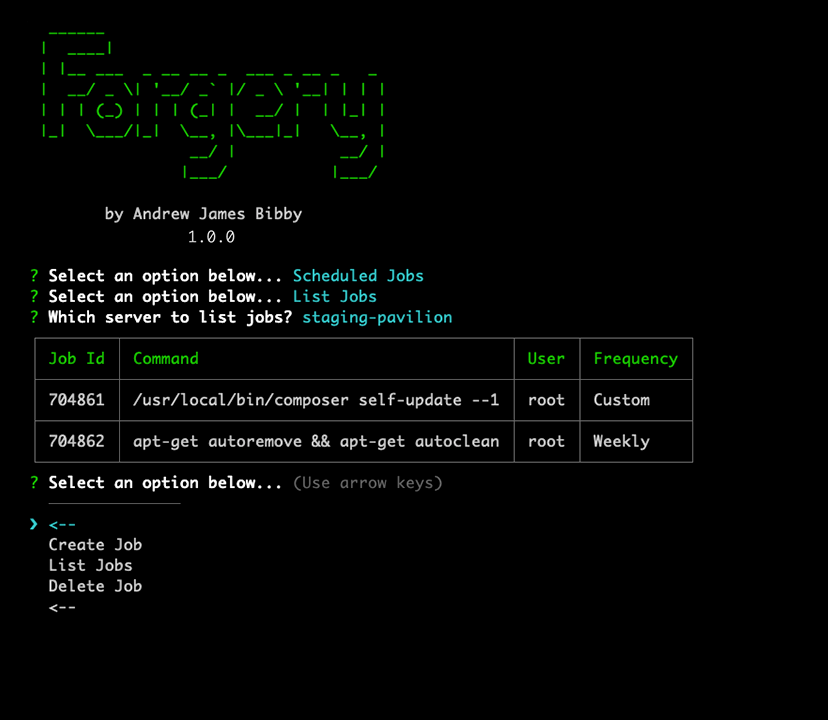 Forgery
by Andrew James Bibby
1.0.0
? Select an option below... Scheduled Jobs
? Select an option below... List Jobs
? Which server to list jobs? staging-pavilion
Job Id Command User Frequency
704861 /usr/local/bin/composer self-update --1 root Custom
704862 apt-get autoremove && apt-get autoclean root Weekly
? Select an option below... (Use arrow keys)
❯ <--
Create Job
List Jobs
Delete Job
<--